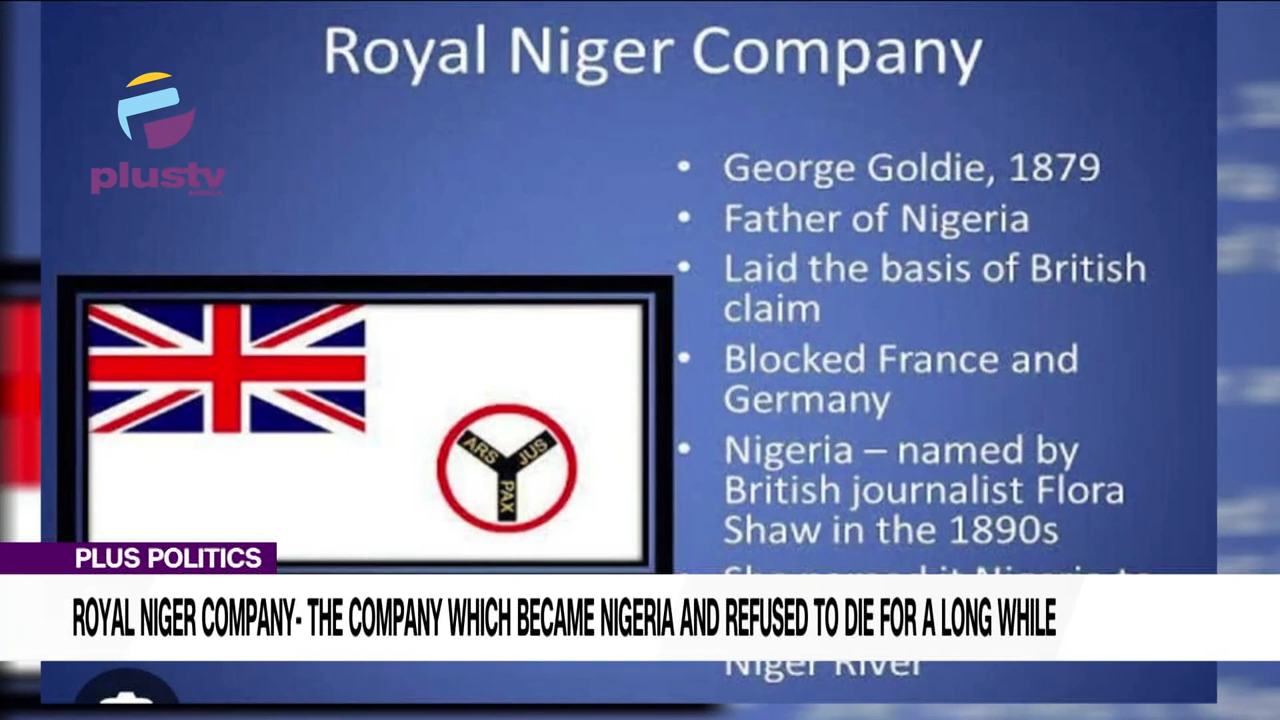 Royal Niger Company
plustv
• George Goldie, 1879
• Father of Nigeria
• Laid the basis of British
claim
• Blocked France and
Germany
• Nigeria – named by
British journalist Flora
Shaw in the 1890s
ARS
JUS
PAX
PLUS POLITICS
ROYAL NIGER COMPANY- THE COMPANY WHICH BECAME NIGERIA AND REFUSED TO DIE FOR A LONG WHILE
Niger River